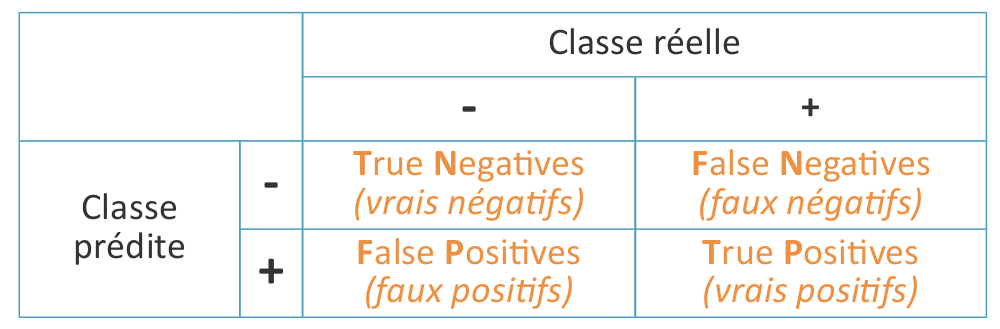 Classe réelle
-
+
Classe
prédite
-
True Negatives
(vrais négatifs)
False Negatives
(faux négatifs)
+
False Positives
(faux positifs)
True Positives
(vrais positifs)